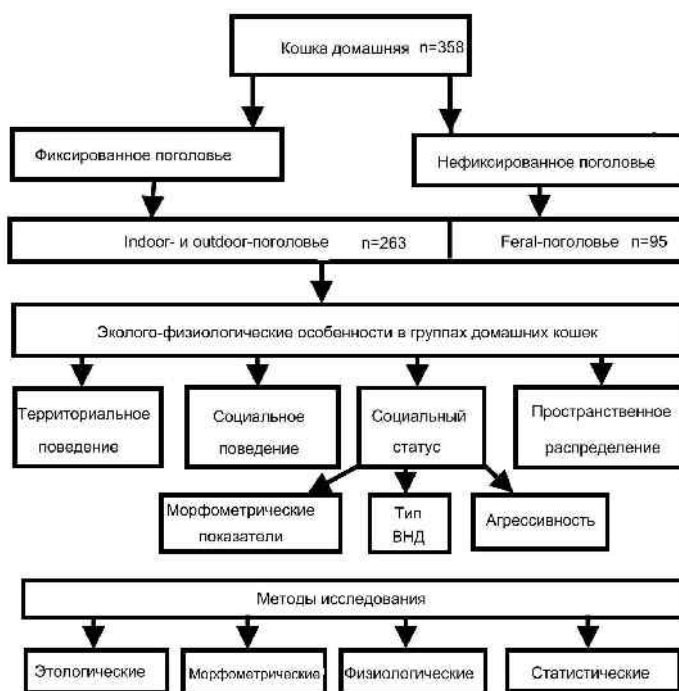 Кошка домашняя n=358
Фиксированное поголовье
Нефиксированное поголовье
Indoor- и outdoor-поголовье n=263
Feral-поголовье n=95
Эколого-физиологические особенности в группах домашних кошек
Территориальное
поведение
Социальное
поведение
Социальный
статус
Пространственное
распределение
Морфометрические
показатели
Тип
ВНД
Агрессивность
Методы исследования
Этологические
Морфометрические
Физиологические
Статистические